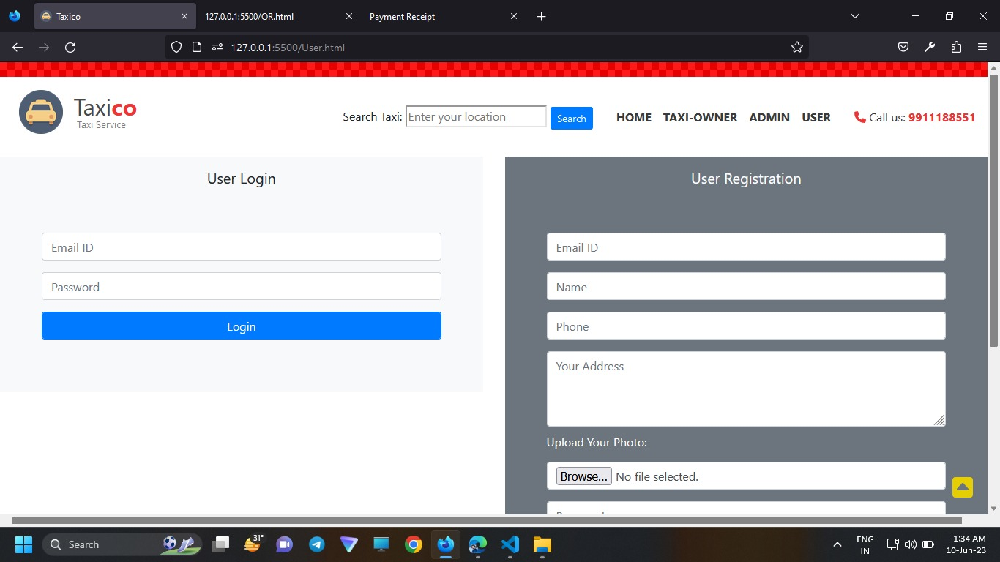 Taxico
127.0.0.1:5500/QR.html
Payment Receipt
127.0.0.1:5500/User.html
Taxico
Taxi Service
Search Taxi: Enter your location Search
HOME TAXI-OWNER ADMIN USER
Call us: 9911188551
User Login
Email ID
Password
Login
User Registration
Email ID
Name
Phone
Your Address
Upload Your Photo:
Browse... No file selected.
Search
31°
ENG
IN
1:34 AM
10-Jun-23